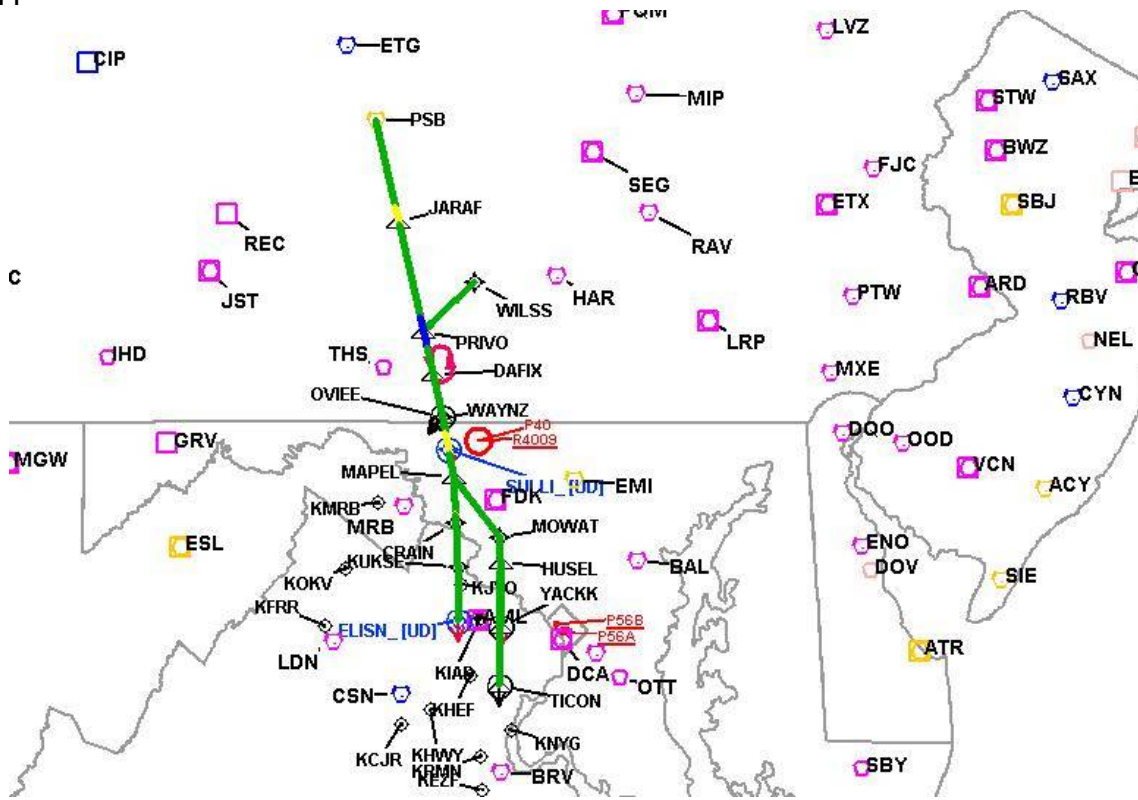 LVZ
ETG
CIP
SAX
STW
MIP
PSB
BWZ
FJC
SEG
ETX
SBJ
JARAF
REC
RAV
C
JST
HAR
ARD
PTW
RBV
WILSS
PRIVO
LRP
NEL
IHD
THS
DAFIX
MXE
OVIEE
WAYNZ
CYN
P40
R4009
GRV
DQO
OOD
MGW
MAPEL
VCN
SULLI_[UD]
EMI
ACY
FDK
KMRB
MRB
MOWAT
ESL
CRAIN
ENO
KUKSE
HUSEL
BAL
DOV
KOKV
SIE
KJYO
YACKK
KFRR
AML
P56B
ELISN_[UD]
P56A
ATR
LDN
KIAD
DCA
OTT
CSN
TICON
KHEF
KNYG
KCJR
KHWY
KRMN
BRV
SBY
KEZF